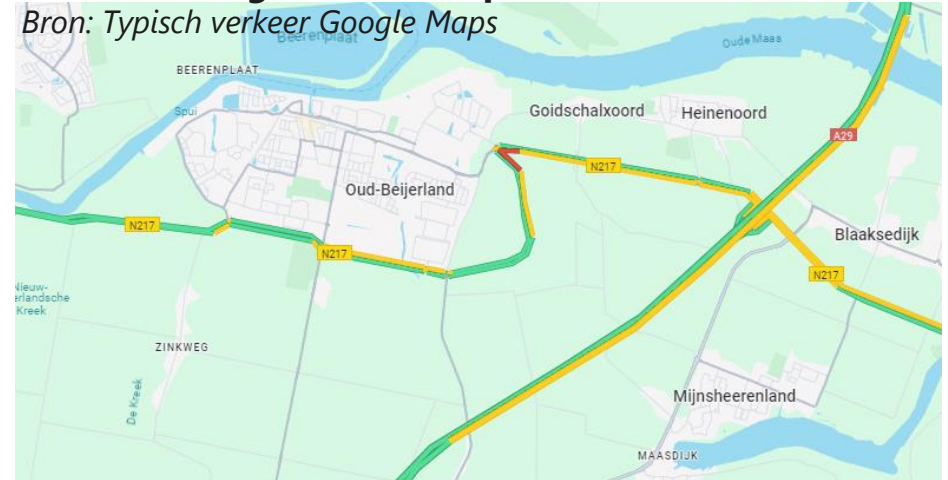 Bron: Typisch verkeer Google Maps
Beerenplaat
Oude Maas
BEERENPLAAT
Spui
Goidschalxoord
Heinenoord
A29
N217
Oud-Beijerland
N217
Blaaksedijk
N217
N217
Nieuw-
erlandsche
Kreek
ZINKWEG
De Kreek
Mijnsheerenland
MAASDIJK